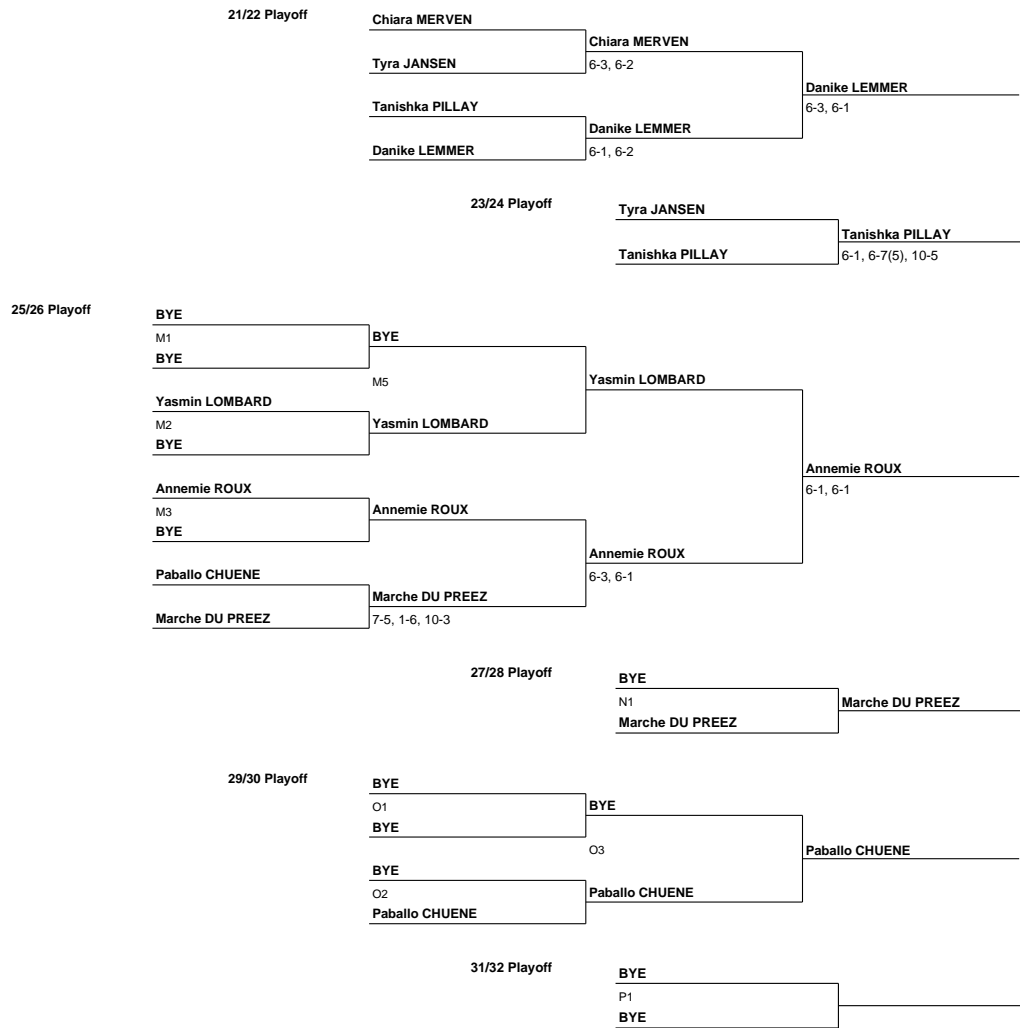 21/22 Playoff
Chiara MERVEN
Chiara MERVEN
Tyra JANSEN
6-3, 6-2
Danike LEMMER
Tanishka PILLAY
6-3, 6-1
Danike LEMMER
Danike LEMMER
6-1, 6-2
23/24 Playoff
Tyra JANSEN
Tanishka PILLAY
Tanishka PILLAY
6-1, 6-7(5), 10-5
25/26 Playoff
BYE
M1
BYE
BYE
M5
Yasmin LOMBARD
Yasmin LOMBARD
M2
Yasmin LOMBARD
BYE
Annemie ROUX
6-1, 6-1
Annemie ROUX
M3
Annemie ROUX
BYE
Annemie ROUX
6-3, 6-1
Paballo CHUENE
Marche DU PREEZ
Marche DU PREEZ
7-5, 1-6, 10-3
27/28 Playoff
BYE
N1
Marche DU PREEZ
Marche DU PREEZ
29/30 Playoff
BYE
O1
BYE
BYE
O3
Paballo CHUENE
BYE
O2
Paballo CHUENE
Paballo CHUENE
31/32 Playoff
BYE
P1
BYE